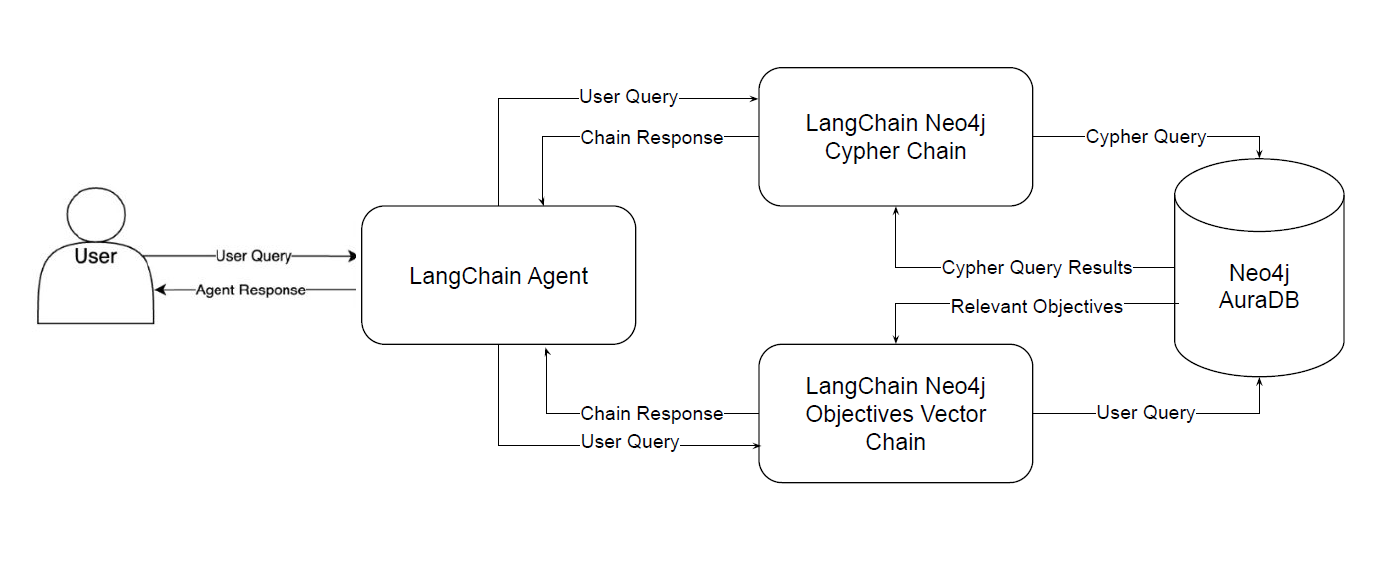 User Query
LangChain Neo4j
Cypher Chain
Chain Response
Cypher Query
User
User Query
Agent Response
LangChain Agent
Cypher Query Results
Relevant Objectives
Neo4j
AuraDB
LangChain Neo4j
Objectives Vector
Chain
Chain Response
User Query
User Query